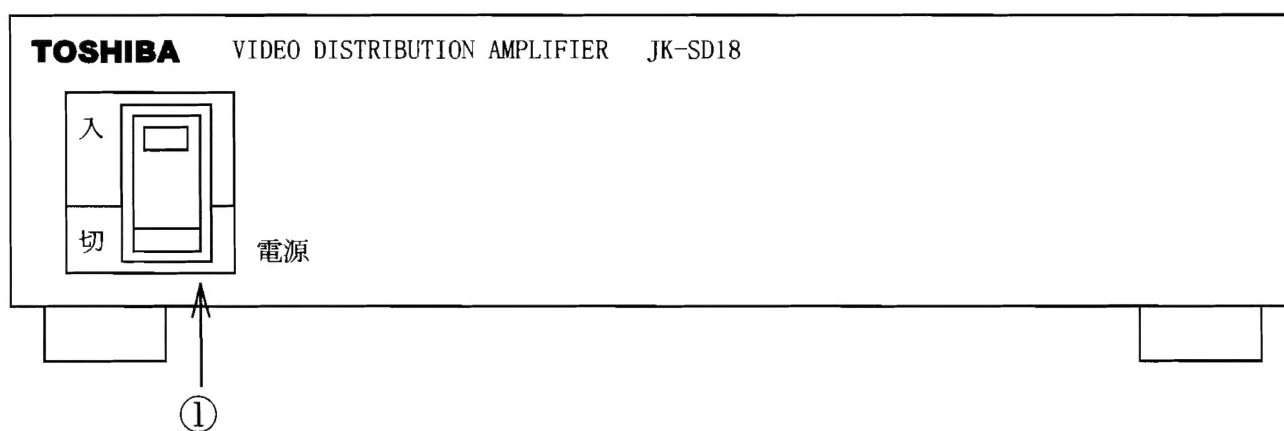 TOSHIBA VIDEO DISTRIBUTION AMPLIFIER JK-SD18
入
切
電源
①